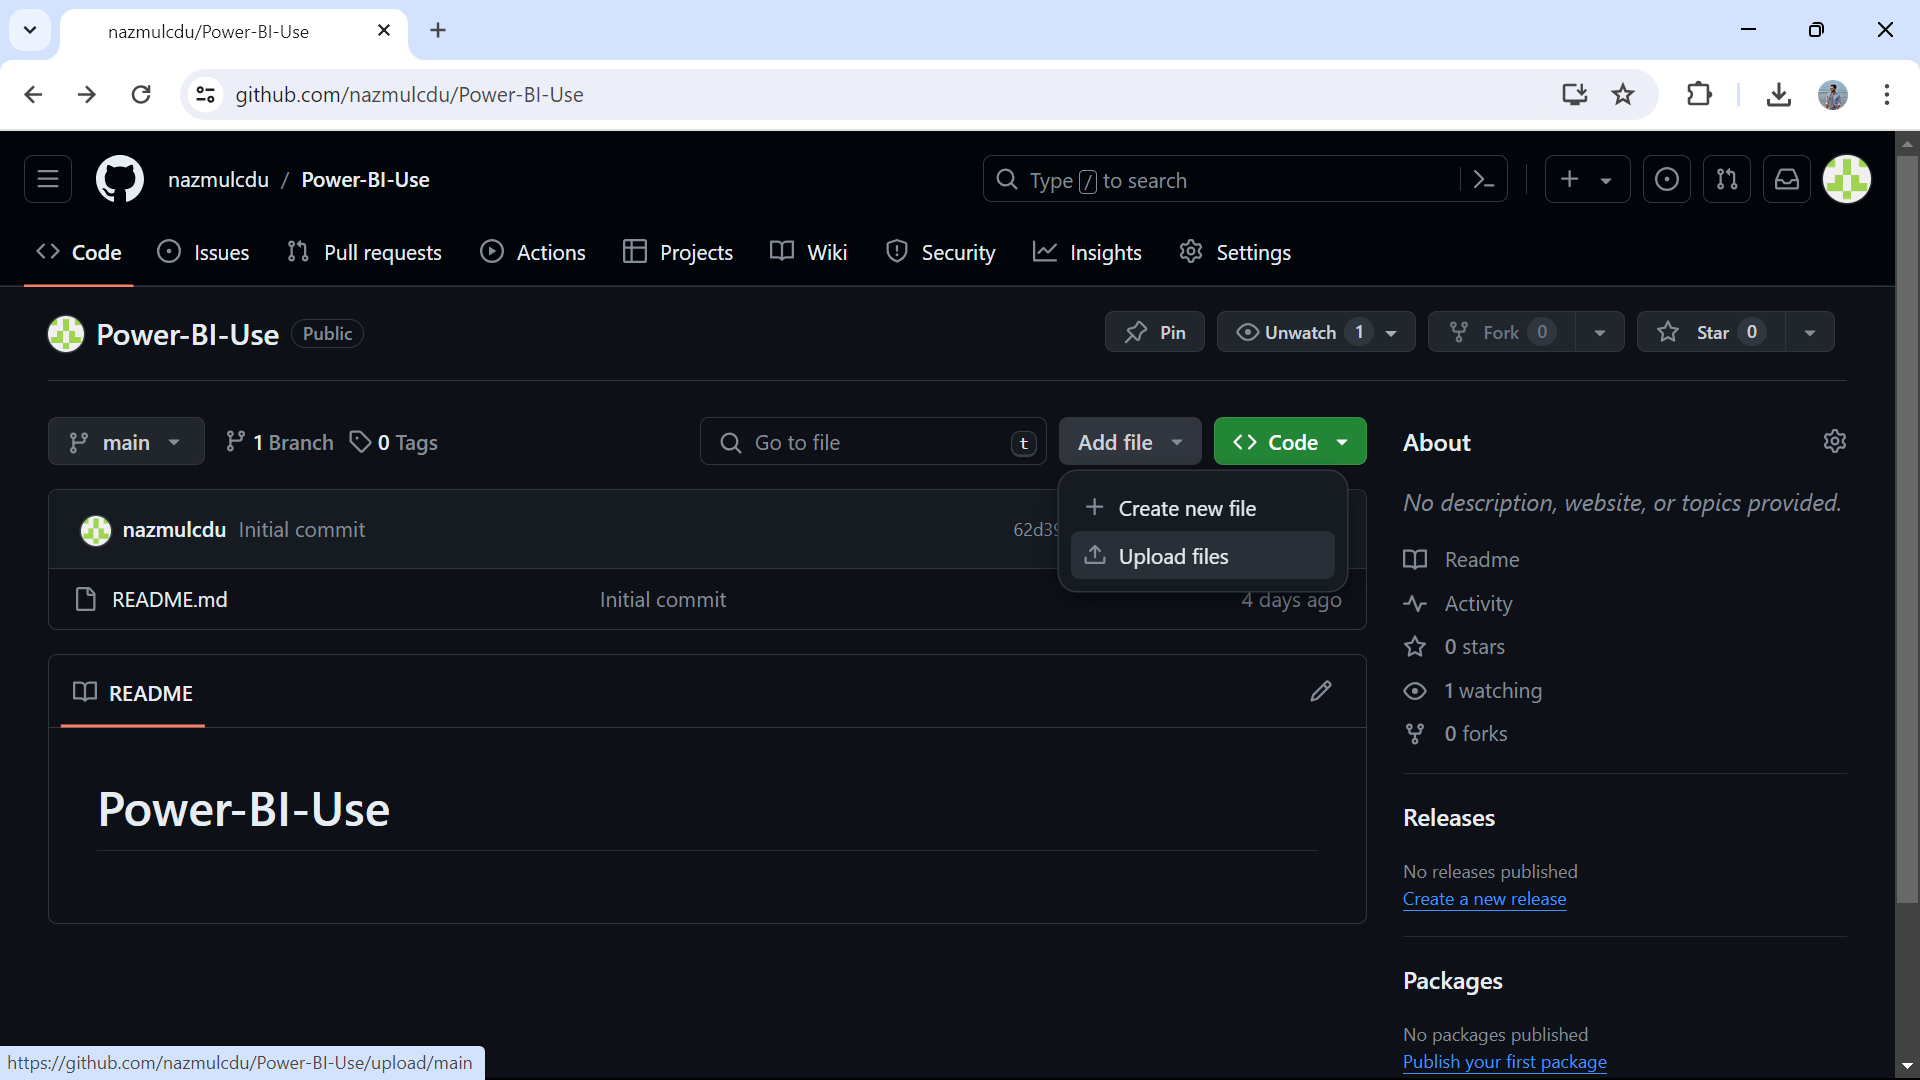 nazmulcdu/Power-BI-Use
github.com/nazmulcdu/Power-BI-Use
nazmulcdu / Power-BI-Use
Type / to search
Code Issues Pull requests Actions Projects Wiki Security Insights Settings
Power-BI-Use Public
Pin Unwatch 1 Fork 0 Star 0
main 1 Branch 0 Tags Go to file t Add file Code
Create new file
Upload files
nazmulcdu Initial commit 62d39
README.md Initial commit 4 days ago
README
Power-BI-Use
About
No description, website, or topics provided.
Readme
Activity
0 stars
1 watching
0 forks
Releases
No releases published
Create a new release
Packages
No packages published
Publish your first package
https://github.com/nazmulcdu/Power-BI-Use/upload/main